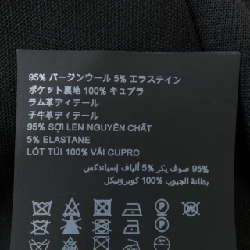 95% バージンウール 5% エラステイン
ポケット裏地 100% キュプラ
ラム革ディテール
子牛革ディテール
95% SỢI LEN NGUYÊN CHẤT
5% ELASTANE
LÓT TÚI 100% VẢI CUPRO
95% صوف بكر 5% ألياف إيلاستكس
بطانة الجيوب 100% كوبرونيكل